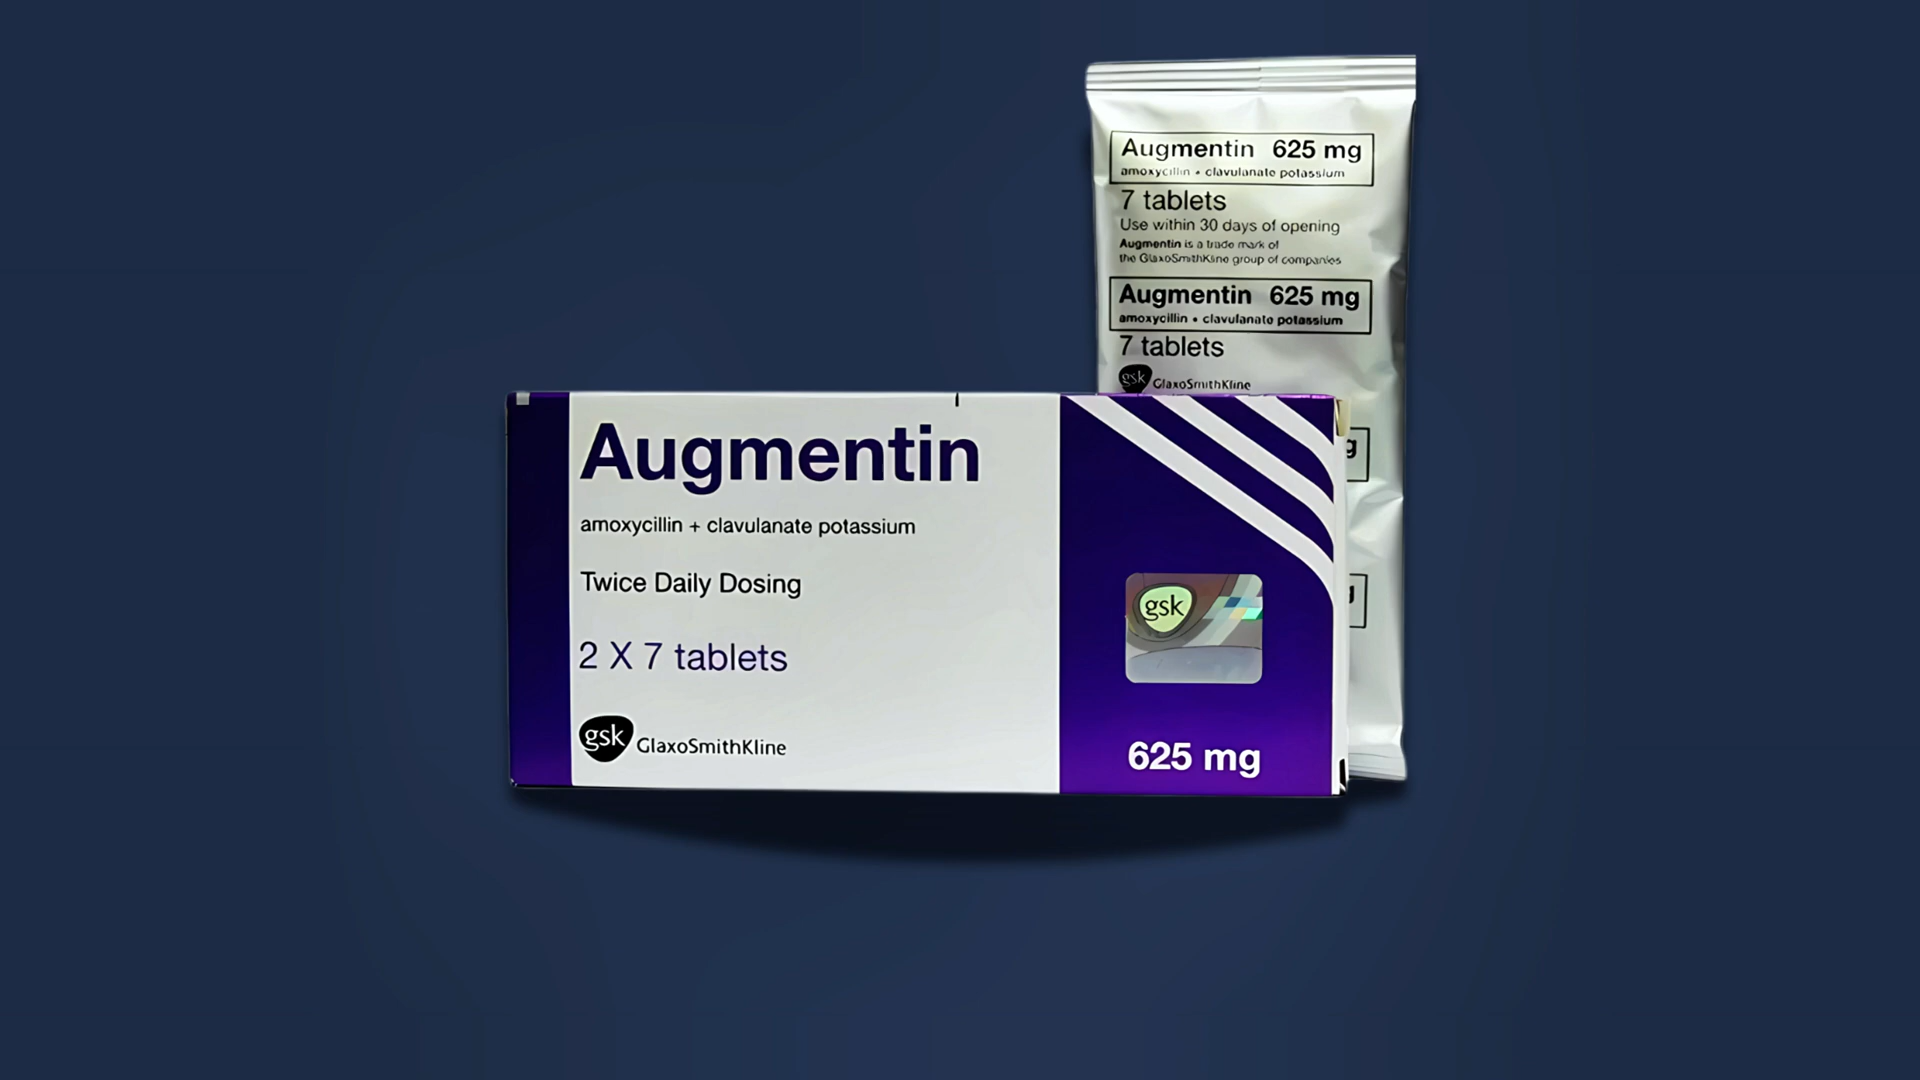 Augmentin 625 mg
amoxycillin • clavulanate potassium
7 tablets
Use within 30 days of opening
Augmentin is a trade mark of
the GlaxoSmithKline group of companies
Augmentin 625 mg
amoxycillin • clavulanate potassium
7 tablets
gsk GlaxoSmithKline
g
Augmentin
amoxycillin + clavulanate potassium
Twice Daily Dosing
2 X 7 tablets
gsk GlaxoSmithKline
gsk
625 mg